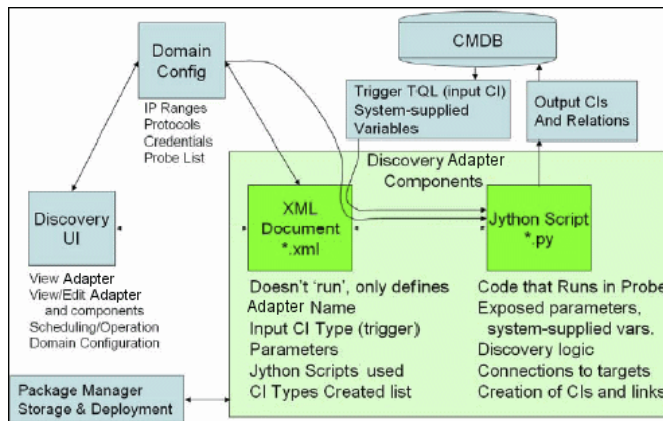 Domain
Config
IP Ranges
Protocols
Credentials
Probe List
CMDB
Trigger TQL (input CI)
System-supplied
Variables
Output CIs
And Relations
Discovery Adapter
Components
Discovery
UI
View Adapter
View/Edit Adapter
and components
Scheduling/Operation
Domain Configuration
XML
Document
*.xml
Doesn't 'run', only defines
Adapter Name
Input CI Type (trigger)
Parameters
Jython Scripts used
CI Types Created list
Jython Script
*.py
Code that Runs in Probe
Exposed parameters,
system-supplied vars.
Discovery logic
Connections to targets
Creation of CIs and links
Package Manager
Storage & Deployment